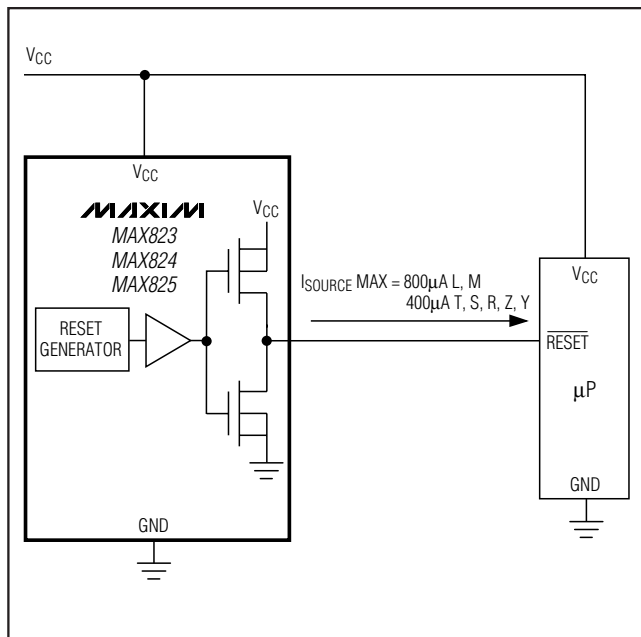 VCC
VCC
MAXIM
MAX823
MAX824
MAX825
VCC
RESET
GENERATOR
GND
ISOURCE MAX = 800µA L, M
400µA T, S, R, Z, Y
VCC
RESET
µP
GND